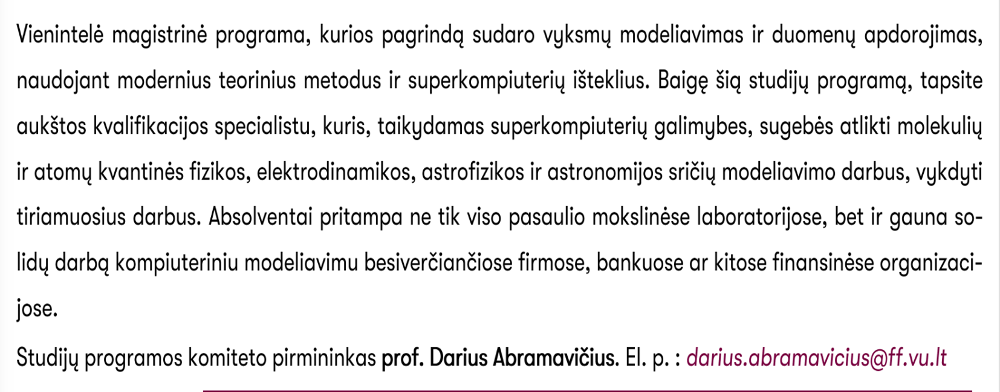 Vienintelė magistrinė programa, kurios pagrindą sudaro vyksmų modeliavimas ir duomenų apdorojimas,
naudojant modernius teorinius metodus ir superkompiuterių išteklius. Baigę šią studijų programą, tapsite
aukštos kvalifikacijos specialistu, kuris, taikydamas superkompiuterių galimybes, sugebės atlikti molekulių
ir atomų kvantinės fizikos, elektrodinamikos, astrofizikos ir astronomijos sričių modeliavimo darbus, vykdyti
tiriamuosius darbus. Absolventai pritampa ne tik viso pasaulio mokslinėse laboratorijose, bet ir gauna so-
lidų darbą kompiuteriniu modeliavimu besiverčiančiose firmose, bankuose ar kitose finansinėse organizaci-
jose.
Studijų programos komiteto pirmininkas prof. Darius Abramavičius. El. p. : darius.abramavicius@ff.vu.lt